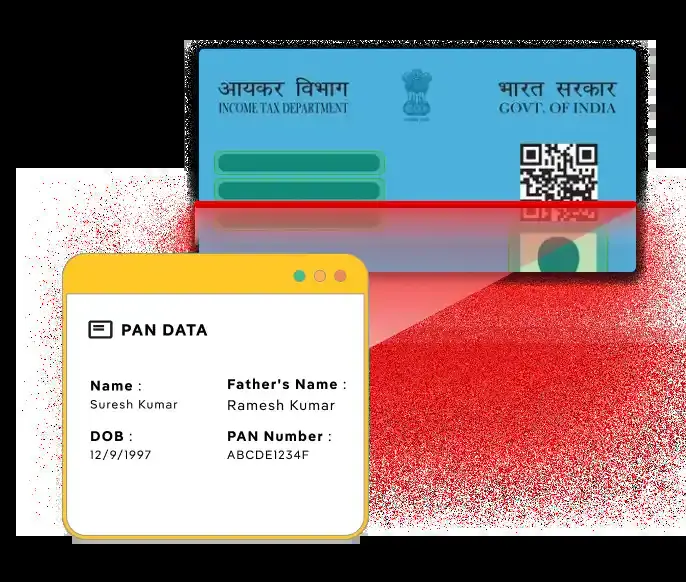 आयकर विभाग
INCOME TAX DEPARTMENT
भारत सरकार
GOVT. OF INDIA
PAN DATA
Name :
Suresh Kumar
Father's Name :
Ramesh Kumar
DOB :
12/9/1997
PAN Number :
ABCDE1234F